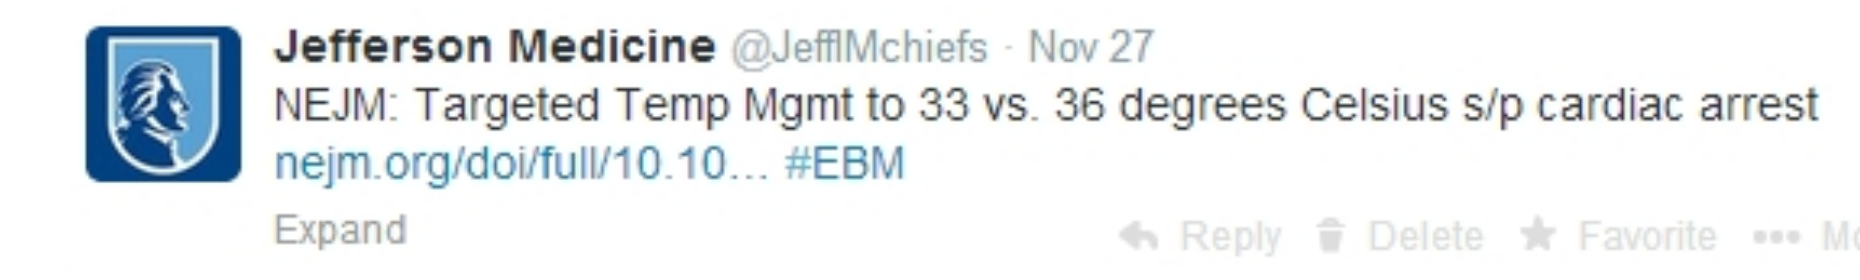 Jefferson Medicine @JeffIMchiefs · Nov 27
NEJM: Targeted Temp Mgmt to 33 vs. 36 degrees Celsius s/p cardiac arrest
nejm.org/doi/full/10.10... #EBM
Expand Reply Delete Favorite